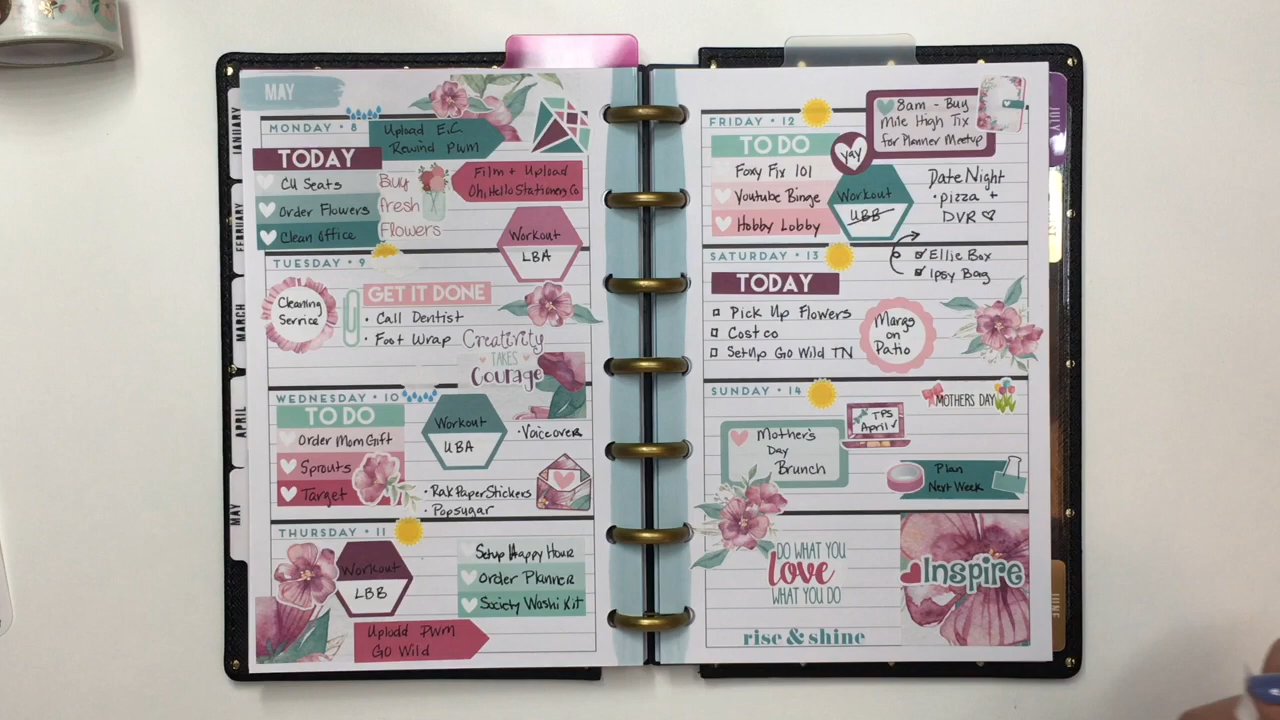 MAY
JANUARY
FEBRUARY
MARCH
APRIL
MAY
MONDAY • 8
Upload E.C.
Rewind PWM
TODAY
CU Seats
Order Flowers
Clean Office
Buy
fresh
Flowers
Film + Upload
Oh, Hello Stationery Co
Workout
LBA
TUESDAY • 9
Cleaning
Service
GET IT DONE
• Call Dentist
• Foot Wrap
Creativity
TAKES
Courage
WEDNESDAY • 10
TO DO
Order Mom Gift
Sprouts
Target
Workout
UBA
• Voiceover
• Rak Paper Stickers
• Popsugar
THURSDAY • 11
Workout
LBB
Setup Happy Hour
Order Planner
Society Washi Kit
Upload PWM
Go Wild
FRIDAY • 12
TO DO
Foxy Fix 101
Youtube Binge
Hobby Lobby
yay
8am - Buy
Mile High Tix
for Planner Meetup
Workout
UBB
Date Night
• pizza +
DVR
SATURDAY • 13
Ellie Box
Ipsy Bag
TODAY
Pick Up Flowers
Costco
Setup Go Wild TN
Margs
on
Patio
SUNDAY • 14
MOTHERS DAY
TPS
April ✓
Mother's
Day
Brunch
Plan
Next Week
DO WHAT YOU
love
WHAT YOU DO
rise & shine
Inspire
JULY
JUNE